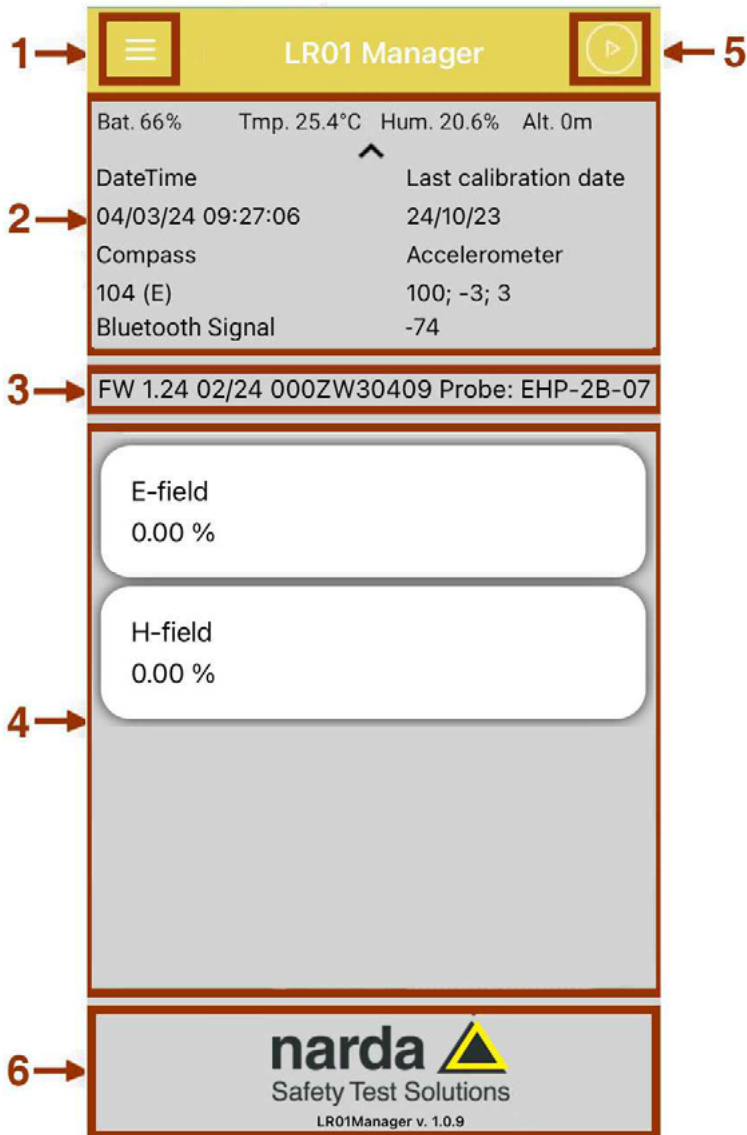 1 LR01 Manager 5
Bat. 66% Tmp. 25.4°C Hum. 20.6% Alt. 0m
DateTime Last calibration date
2 04/03/24 09:27:06 24/10/23
Compass Accelerometer
104 (E) 100; -3; 3
Bluetooth Signal -74
3 FW 1.24 02/24 000ZW30409 Probe: EHP-2B-07
E-field
0.00 %
H-field
0.00 %
4
narda
6 Safety Test Solutions
LR01Manager v. 1.0.9